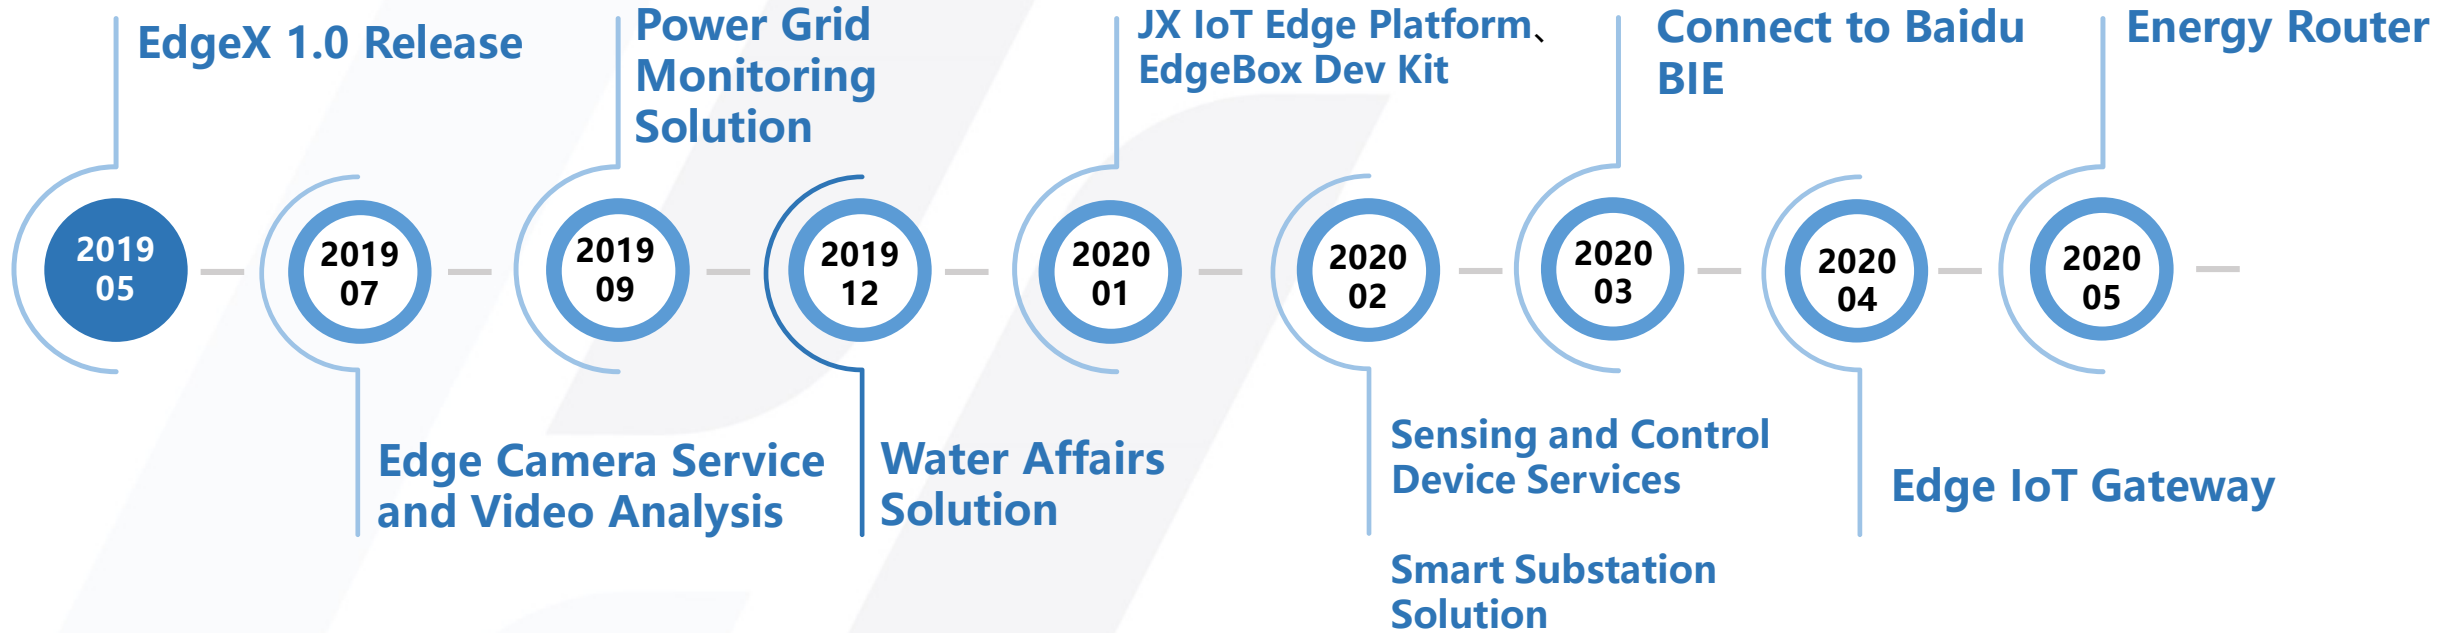 EdgeX 1.0 Release
2019
05
2019
07
Edge Camera Service
and Video Analysis
Power Grid
Monitoring
Solution
2019
09
2019
12
Water Affairs
Solution
JX IoT Edge Platform、
EdgeBox Dev Kit
2020
01
2020
02
Sensing and Control
Device Services
Smart Substation
Solution
Connect to Baidu
BIE
2020
03
2020
04
Edge IoT Gateway
Energy Router
2020
05